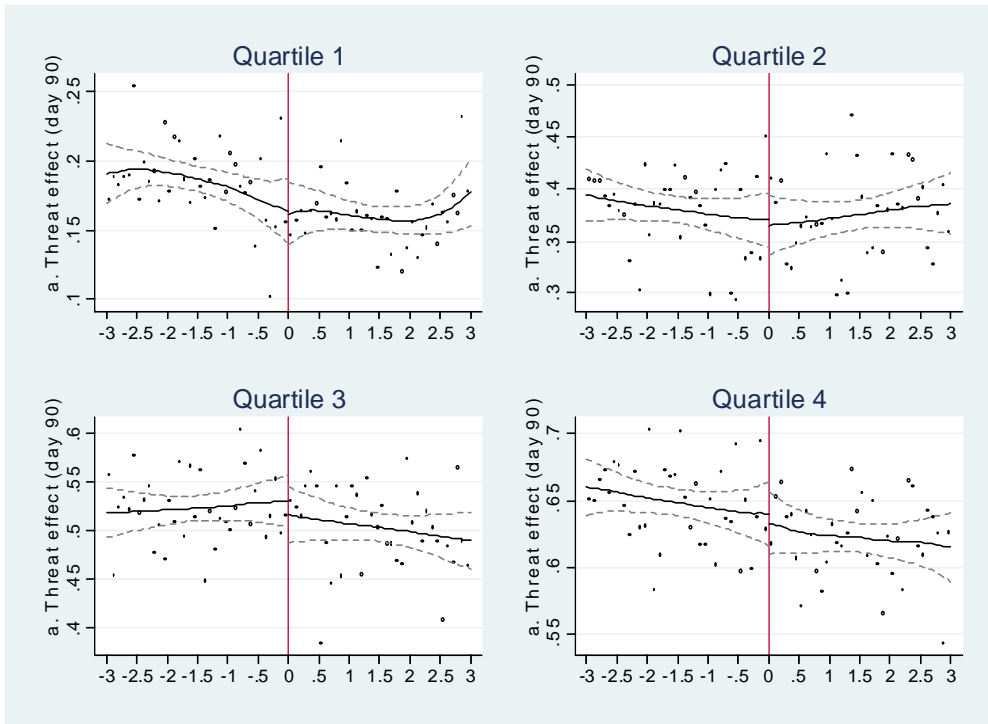 Quartile 1
a. Threat effect (day 90)
.25
.2
.15
.1
-3 -2.5 -2 -1.5 -1 -.5 0 .5 1 1.5 2 2.5 3
Quartile 2
a. Threat effect (day 90)
.5
.45
.4
.35
.3
-3 -2.5 -2 -1.5 -1 -.5 0 .5 1 1.5 2 2.5 3
Quartile 3
a. Threat effect (day 90)
.6
.55
.5
.45
.4
-3 -2.5 -2 -1.5 -1 -.5 0 .5 1 1.5 2 2.5 3
Quartile 4
a. Threat effect (day 90)
.7
.65
.6
.55
-3 -2.5 -2 -1.5 -1 -.5 0 .5 1 1.5 2 2.5 3